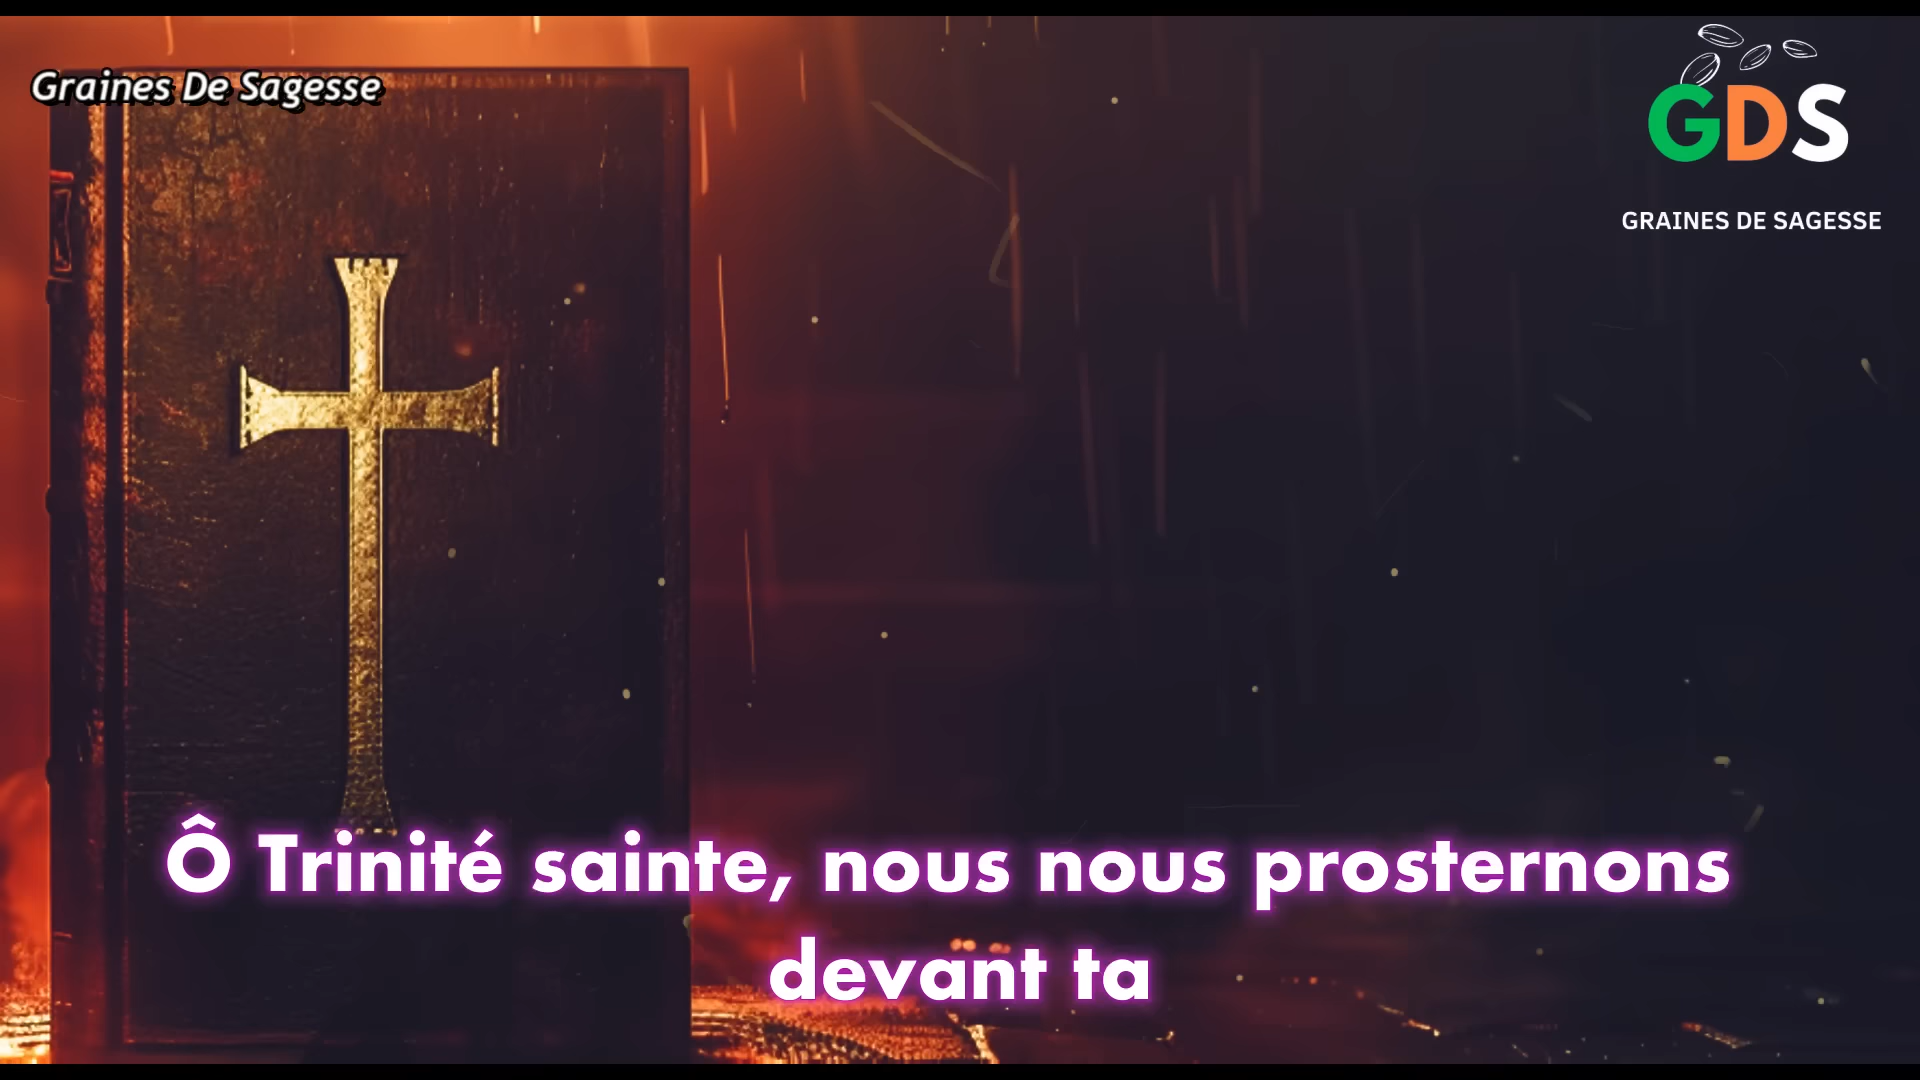 Graines De Sagesse
GDS
GRAINES DE SAGESSE
Ô Trinité sainte, nous nous prosternons
devant ta